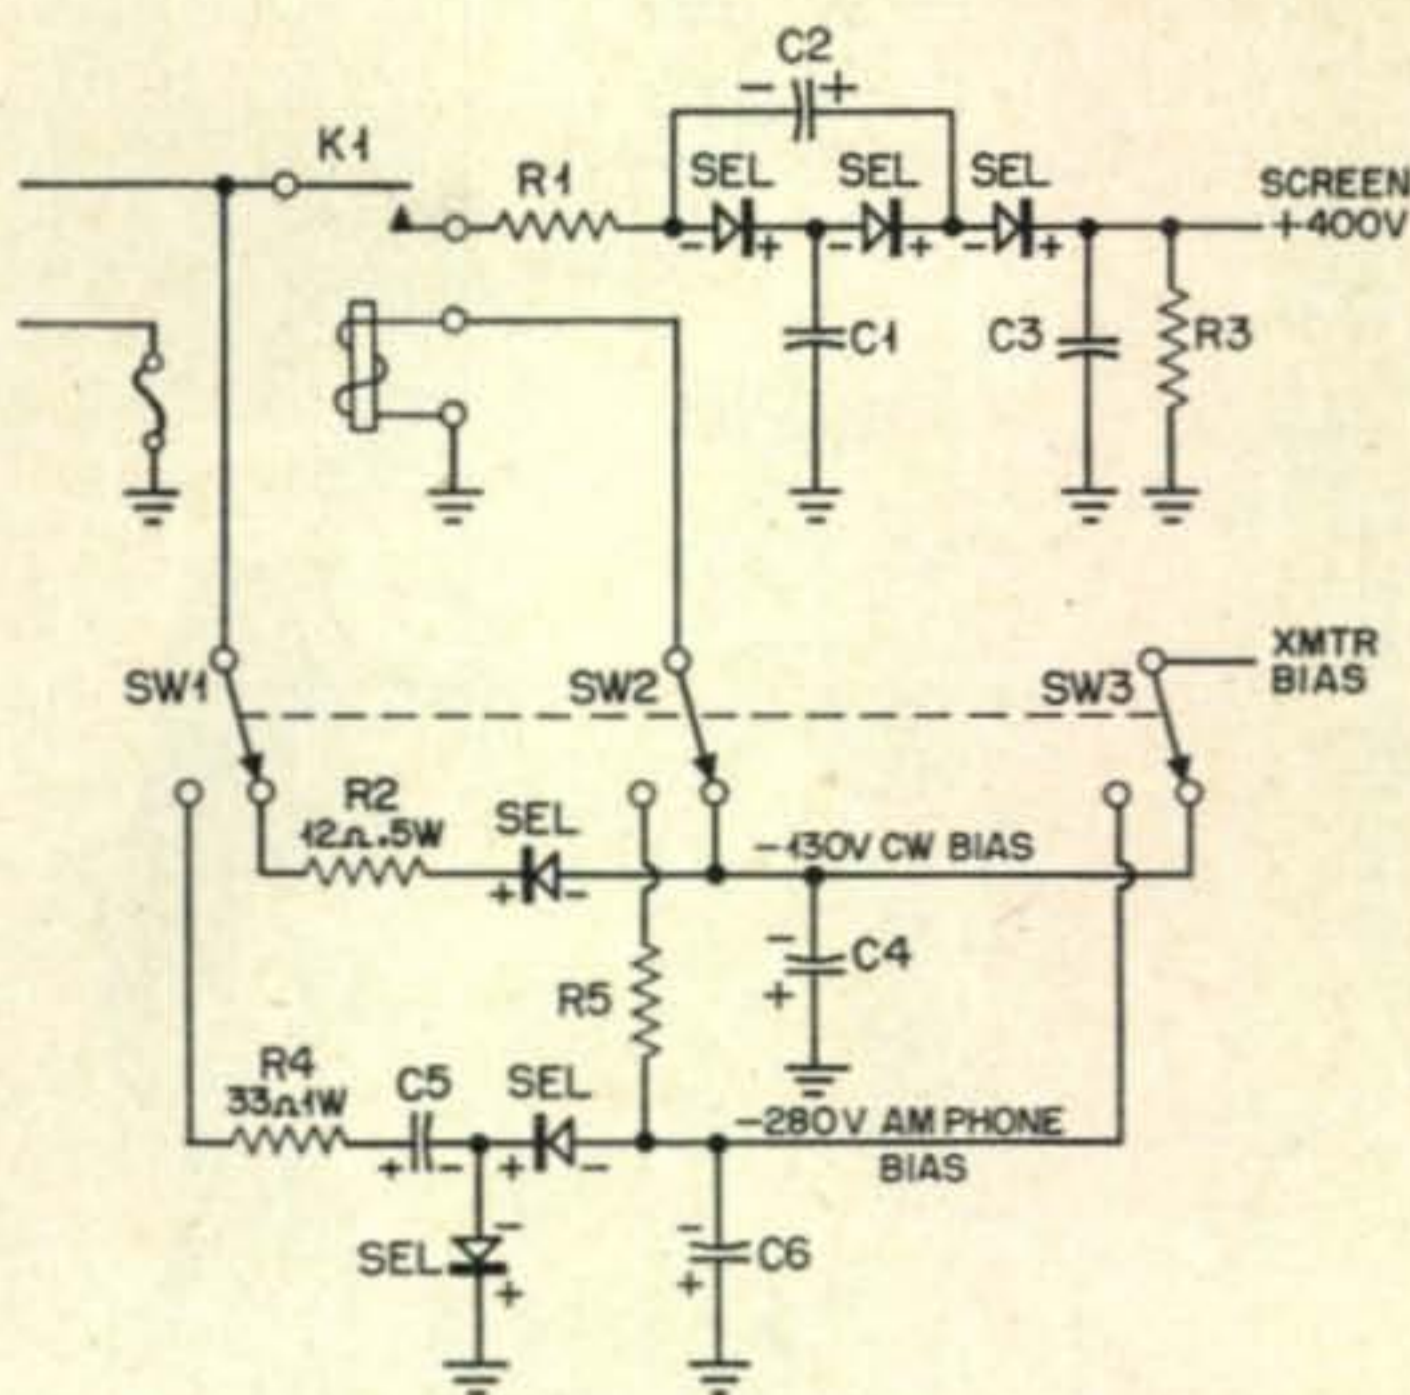 C2
- +
K1
R1
SEL
SEL
SEL
SCREEN
+400V
- +
- +
- +
C1
C3
R3
XMTR
BIAS
SW1
SW2
SW3
R2
12Ω.5W
SEL
-130V CW BIAS
+ -
-
C4
+
R5
R4
33Ω1W
C5
SEL
-280V AM PHONE
BIAS
+ -
+ -
SEL
-
+
-
C6
+